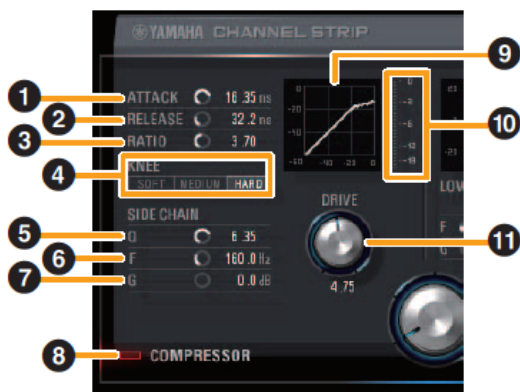 YAMAHA CHANNEL STRIP
1 ATTACK 16.35 ms
2 RELEASE 32.2 ms
3 RATIO 3.70
4 KNEE
SOFT MEDIUM HARD
SIDE CHAIN
5 Q 6.35
6 F 160.0 Hz
7 G 0.0 dB
8 COMPRESSOR
9
0
-20
-40
-60 -40 -20 0
10
0
-3
-6
-12
-18
DRIVE
11
4.75
LOW
F
G